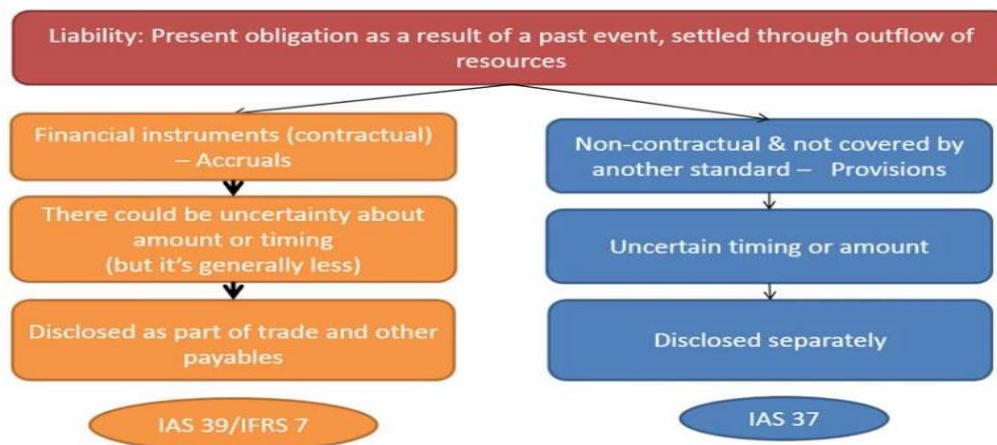 Liability: Present obligation as a result of a past event, settled through outflow of
resources
Financial instruments (contractual)
– Accruals
There could be uncertainty about
amount or timing
(but it's generally less)
Disclosed as part of trade and other
payables
IAS 39/IFRS 7
Non-contractual & not covered by
another standard – Provisions
Uncertain timing or amount
Disclosed separately
IAS 37